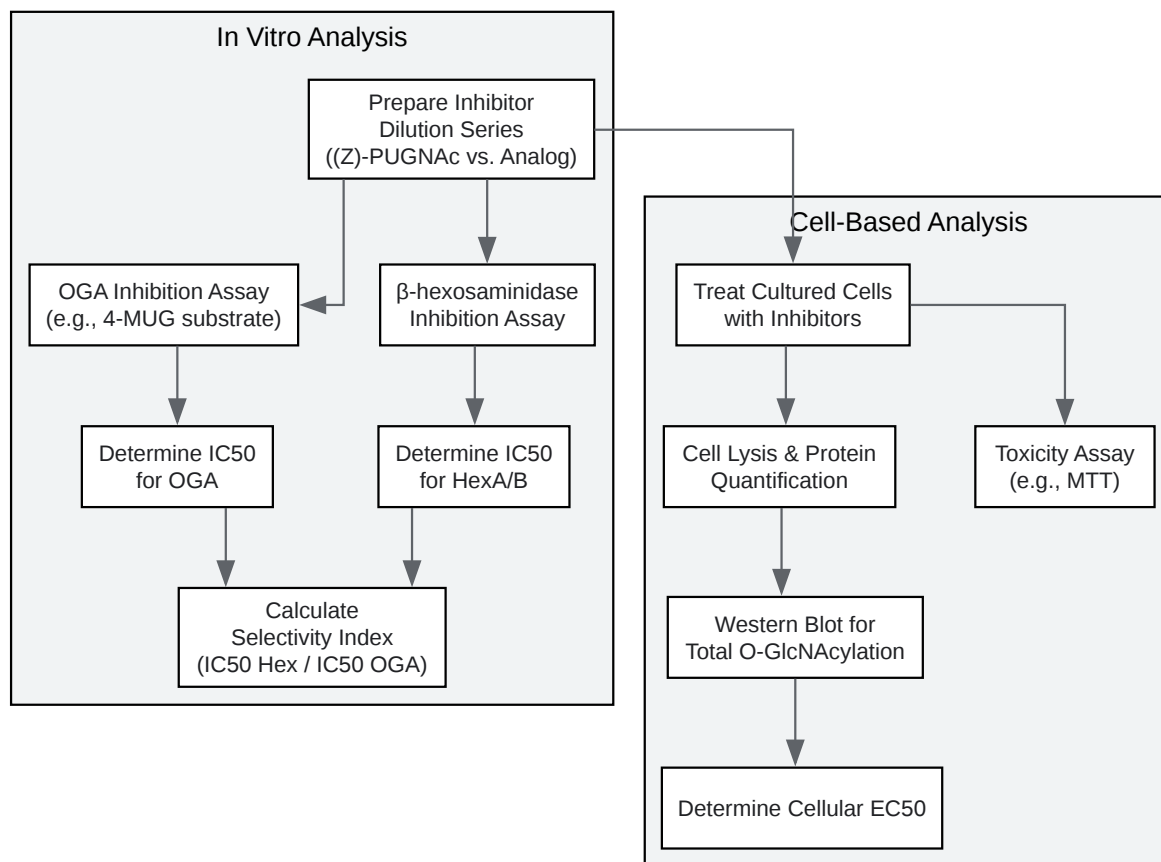 In Vitro Analysis
Prepare Inhibitor
Dilution Series
((Z)-PUGNAc vs. Analog)
OGA Inhibition Assay
(e.g., 4-MUG substrate)
β-hexosaminidase
Inhibition Assay
Determine IC50
for OGA
Determine IC50
for HexA/B
Calculate
Selectivity Index
(IC50 Hex / IC50 OGA)
Cell-Based Analysis
Treat Cultured Cells
with Inhibitors
Cell Lysis & Protein
Quantification
Toxicity Assay
(e.g., MTT)
Western Blot for
Total O-GlcNAcylation
Determine Cellular EC50